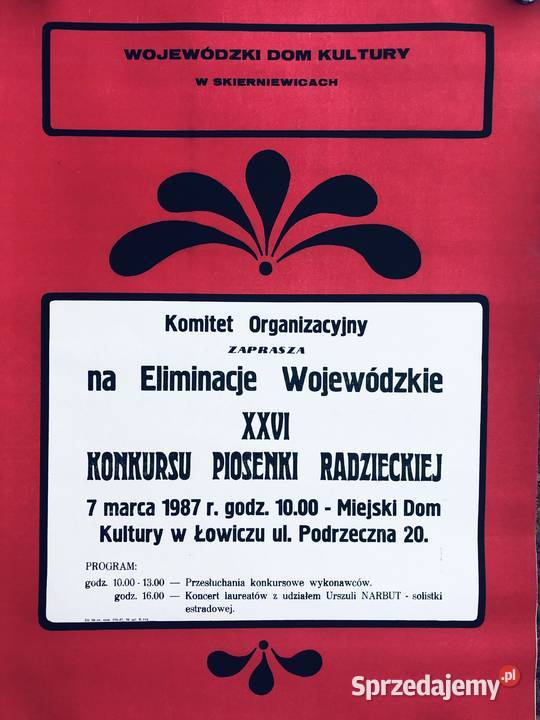 WOJEWÓDZKI DOM KULTURY
W SKIERNIEWICACH
Komitet Organizacyjny
ZAPRASZA
na Eliminacje Wojewódzkie
XXVI
KONKURSU PIOSENKI RADZIECKIEJ
7 marca 1987 r. godz. 10.00 - Miejski Dom
Kultury w Łowiczu ul. Podrzeczna 20.
PROGRAM:
godz. 10.00 - 13.00 — Przesłuchania konkursowe wykonawców.
godz. 16.00 — Koncert laureatów z udziałem Urszuli NARBUT - solistki
estradowej.
Sprzedajemy.pl